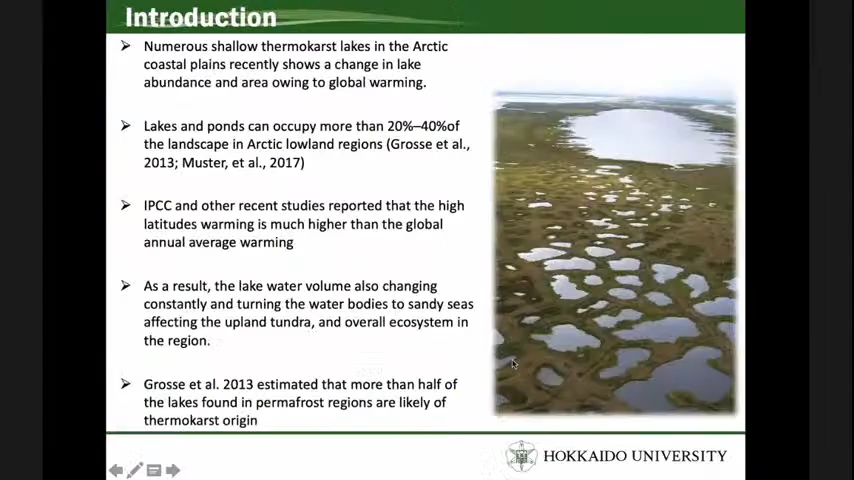 Introduction
Numerous shallow thermokarst lakes in the Arctic
coastal plains recently shows a change in lake
abundance and area owing to global warming.
Lakes and ponds can occupy more than 20%–40%of
the landscape in Arctic lowland regions (Grosse et al.,
2013; Muster, et al., 2017)
IPCC and other recent studies reported that the high
latitudes warming is much higher than the global
annual average warming
As a result, the lake water volume also changing
constantly and turning the water bodies to sandy seas
affecting the upland tundra, and overall ecosystem in
the region.
Grosse et al. 2013 estimated that more than half of
the lakes found in permafrost regions are likely of
thermokarst origin
HOKKAIDO UNIVERSITY